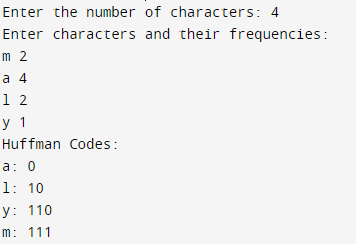 Enter the number of characters: 4
Enter characters and their frequencies:
m 2
a 4
l 2
y 1
Huffman Codes:
a: 0
l: 10
y: 110
m: 111